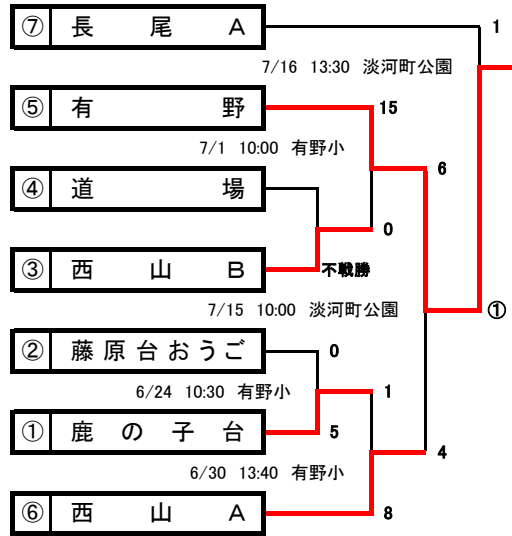 ⑦ 長尾A 1
7/16 13:30 淡河町公園
⑤ 有野 15
7/1 10:00 有野小
6
④ 道場
0
③ 西山B 不戦勝
7/15 10:00 淡河町公園 ①
② 藤原台おうご 0
6/24 10:30 有野小 1
① 鹿の子台 5
4
6/30 13:40 有野小
⑥ 西山A 8